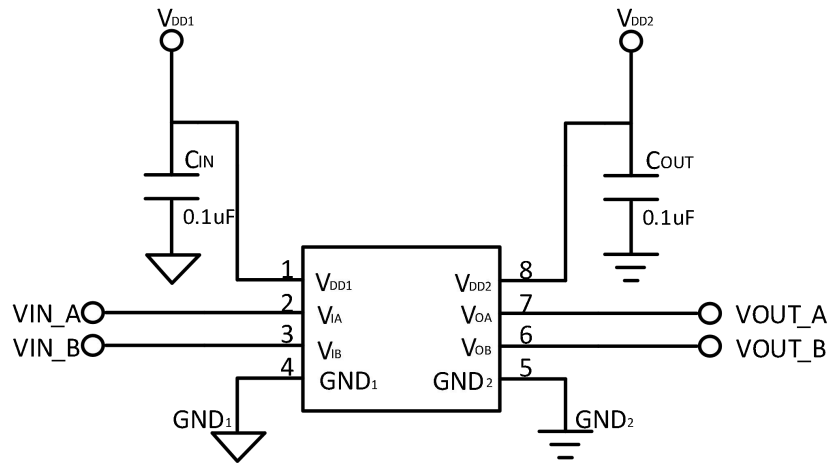 VDD1
VDD2
CIN
COUT
0.1uF
0.1uF
1
VDD1
VDD2
8
VIN_A
2
VIA
VOA
7
VOUT_A
VIN_B
3
VIB
VOB
6
VOUT_B
4
GND1
GND2
5
GND1
GND2